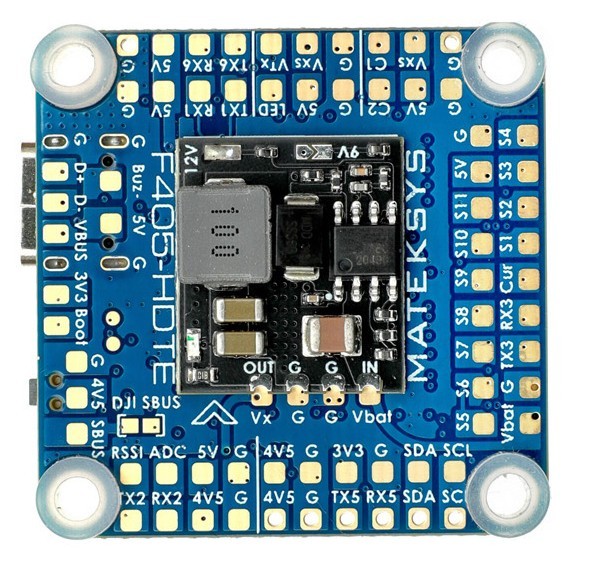 G 5V RX6 TX6 VTx Vxs G C1 Vxs G
G 5V RX1 TX1 LED 5V G C2 5V G
G G
D+ Buz-
D-
VBUS 5V
3V3
Boot
G
4V5
SBUS
F405-HDTE
12V
9V
100
MATEKSYS
G S4
5V S3
S11 S2
S10 S1
S9 Cur
S8 RX3
S7 TX3
S6 G
S5 Vbat
OUT G G IN
Vx G G Vbat
DJI SBUS
RSSI ADC 5V G 4V5 G 3V3 G SDA SCL
TX2 RX2 4V5 G 4V5 G TX5 RX5 SDA SCL